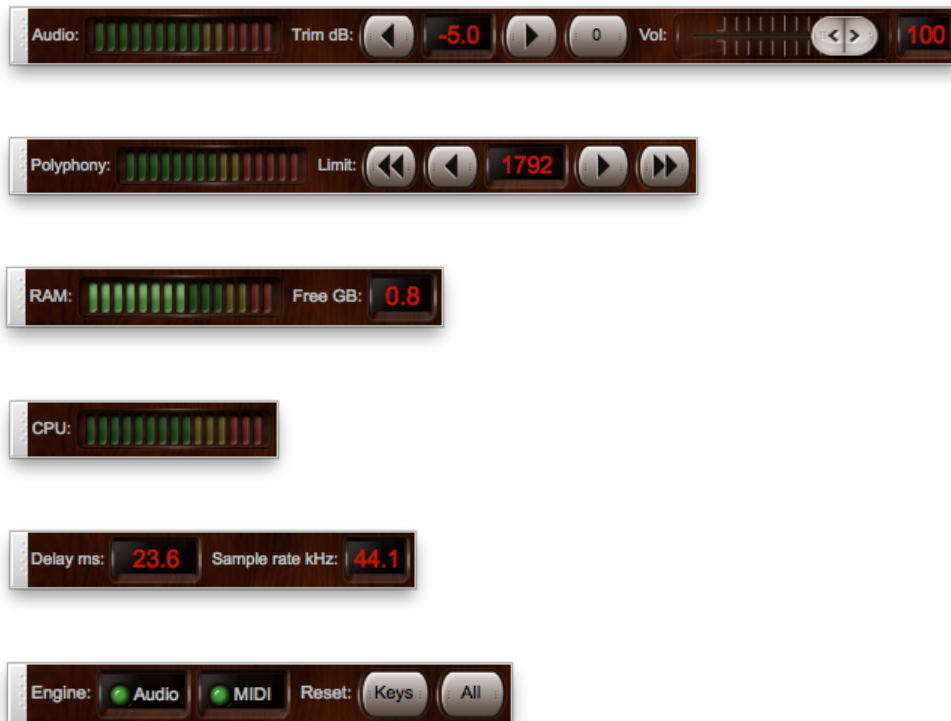 Audio: Trim dB: -5.0 0 Vol: 100
Polyphony: Limit: 1792
RAM: Free GB: 0.8
CPU:
Delay ms: 23.6 Sample rate kHz: 44.1
Engine: Audio MIDI Reset: Keys All